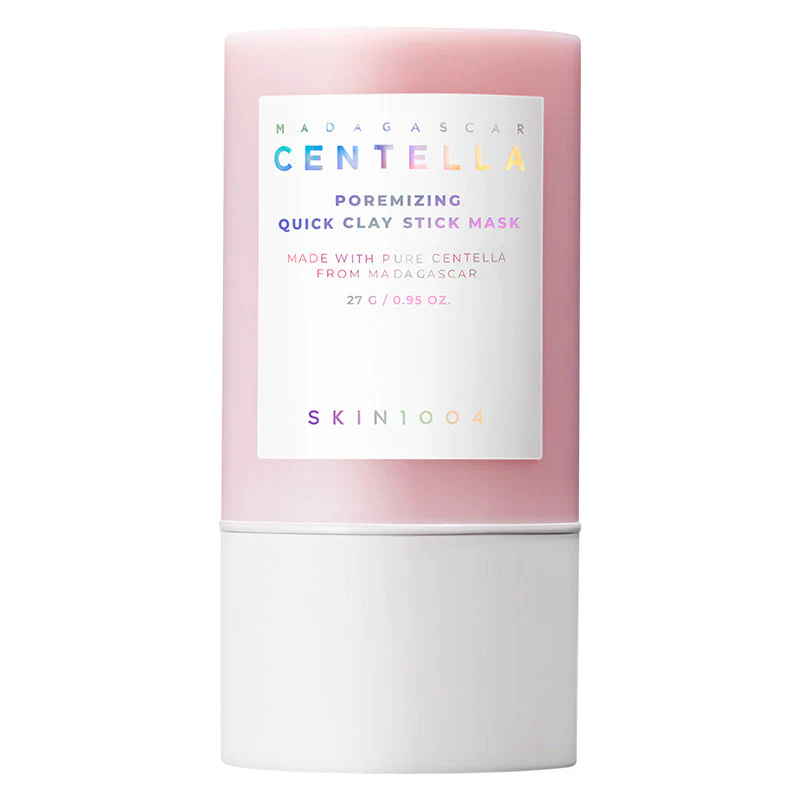 MADAGASCAR
CENTELLA
POREMIZING
QUICK CLAY STICK MASK
MADE WITH PURE CENTELLA
FROM MADAGASCAR
27 G / 0.95 OZ.
SKIN1004